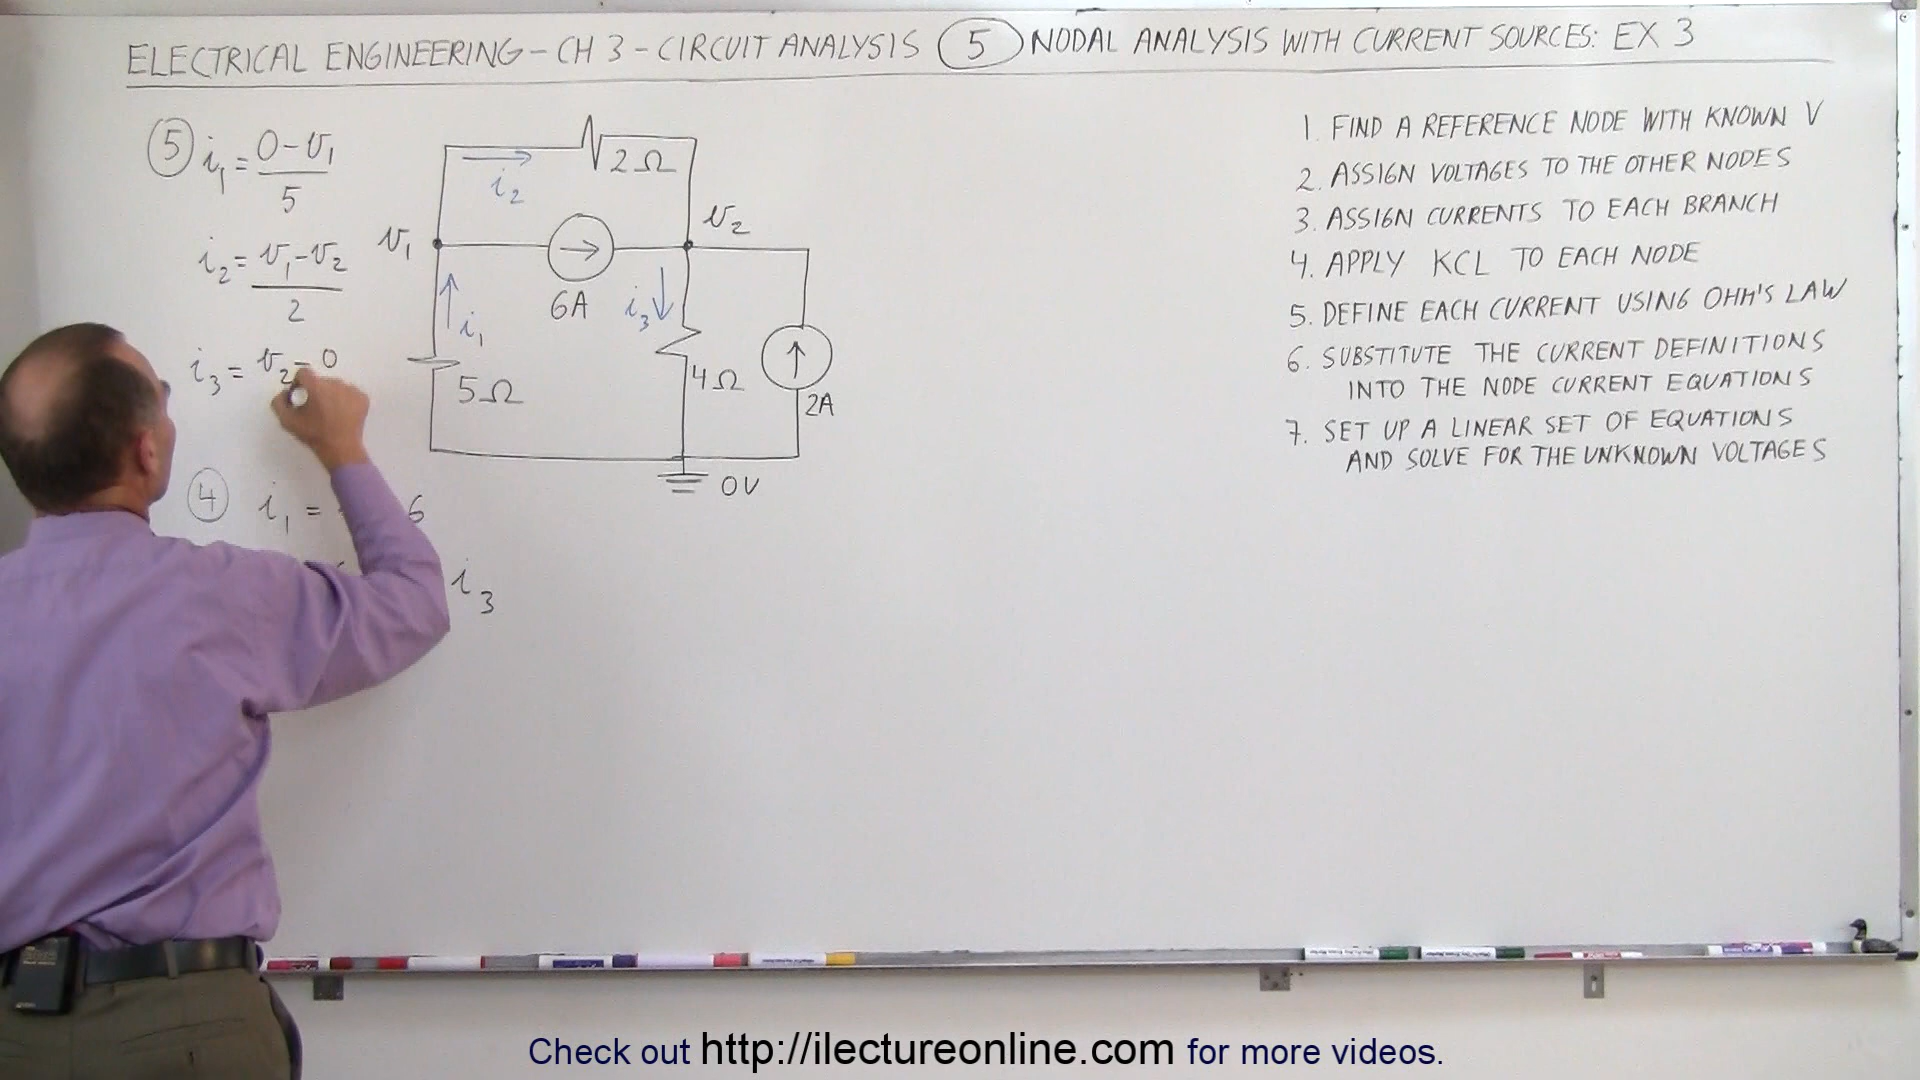 ELECTRICAL ENGINEERING – CH 3 – CIRCUIT ANALYSIS 5 NODAL ANALYSIS WITH CURRENT SOURCES: EX 3
5 i₁ = 0 – v₁
5
i₂ = v₁ – v₂
2
i₃ = v₂ – 0
4 i₁ = 6
i₃
i₂
2Ω
v₁
v₂
6A
i₃
i₁
5Ω
4Ω
2A
0V
1. FIND A REFERENCE NODE WITH KNOWN V
2. ASSIGN VOLTAGES TO THE OTHER NODES
3. ASSIGN CURRENTS TO EACH BRANCH
4. APPLY KCL TO EACH NODE
5. DEFINE EACH CURRENT USING OHM'S LAW
6. SUBSTITUTE THE CURRENT DEFINITIONS
INTO THE NODE CURRENT EQUATIONS
7. SET UP A LINEAR SET OF EQUATIONS
AND SOLVE FOR THE UNKNOWN VOLTAGES
Check out http://ilectureonline.com for more videos.